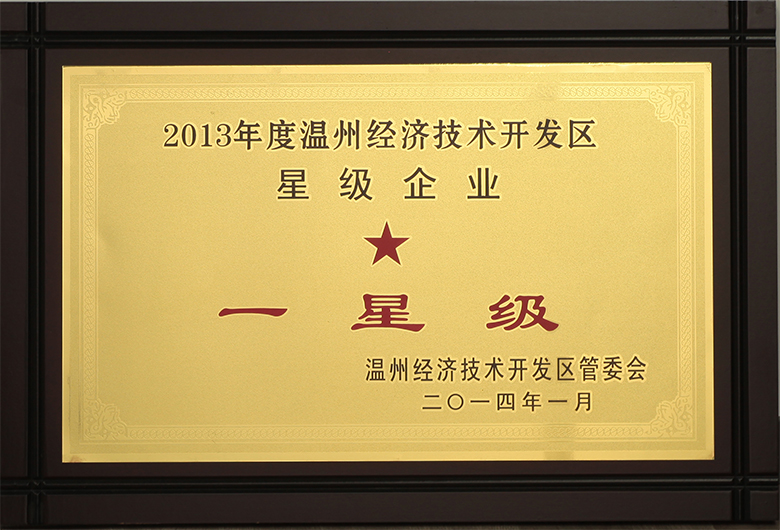 2013年度温州经济技术开发区
星级企业
一星级
温州经济技术开发区管委会
二〇一四年一月